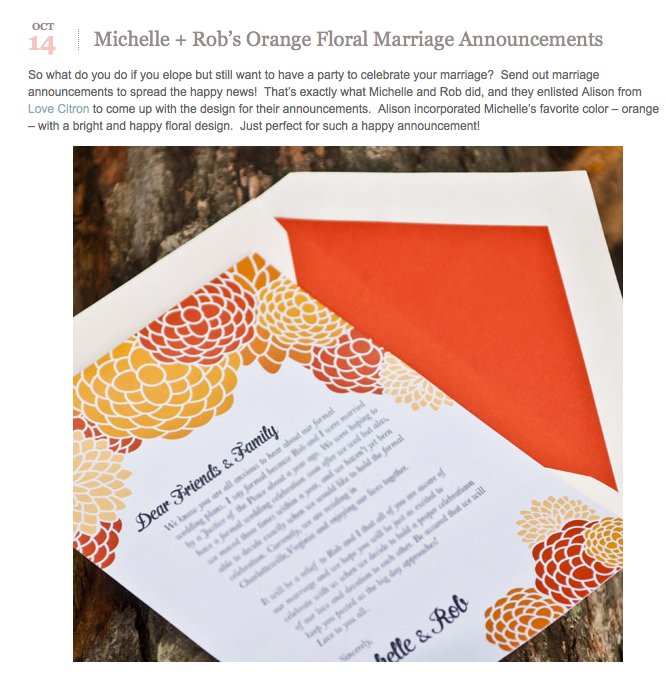 OCT
14
Michelle + Rob’s Orange Floral Marriage Announcements
So what do you do if you elope but still want to have a party to celebrate your marriage?  Send out marriage
announcements to spread the happy news!  That’s exactly what Michelle and Rob did, and they enlisted Alison from
Love Citron to come up with the design for their announcements.  Alison incorporated Michelle’s favorite color – orange
– with a bright and happy floral design.  Just perfect for such a happy announcement!
Dear Friends & Family
We know you are all anxious to hear about our formal
wedding plans. I say formal because Rob and I were married
by a Justice of the Peace about a year ago. We were hoping to
have a formal wedding celebration soon after we eed but alas,
we moved three times within a year, and we haven't yet been
able to decide exactly when we would like to hold the formal
celebration. Currently, we are residing in
Charlottesville, Virginia and enjoying our lives together.
It will be a relief to Rob and I that all of you are aware of
our marriage and we hope you will be just as excited to
celebrate with us when we decide to hold a proper celebration
of our love and devotion to each other. Be assured that we will
keep you posted as the big day approaches!
Love to you all.
Sincerely,
helle & Rob